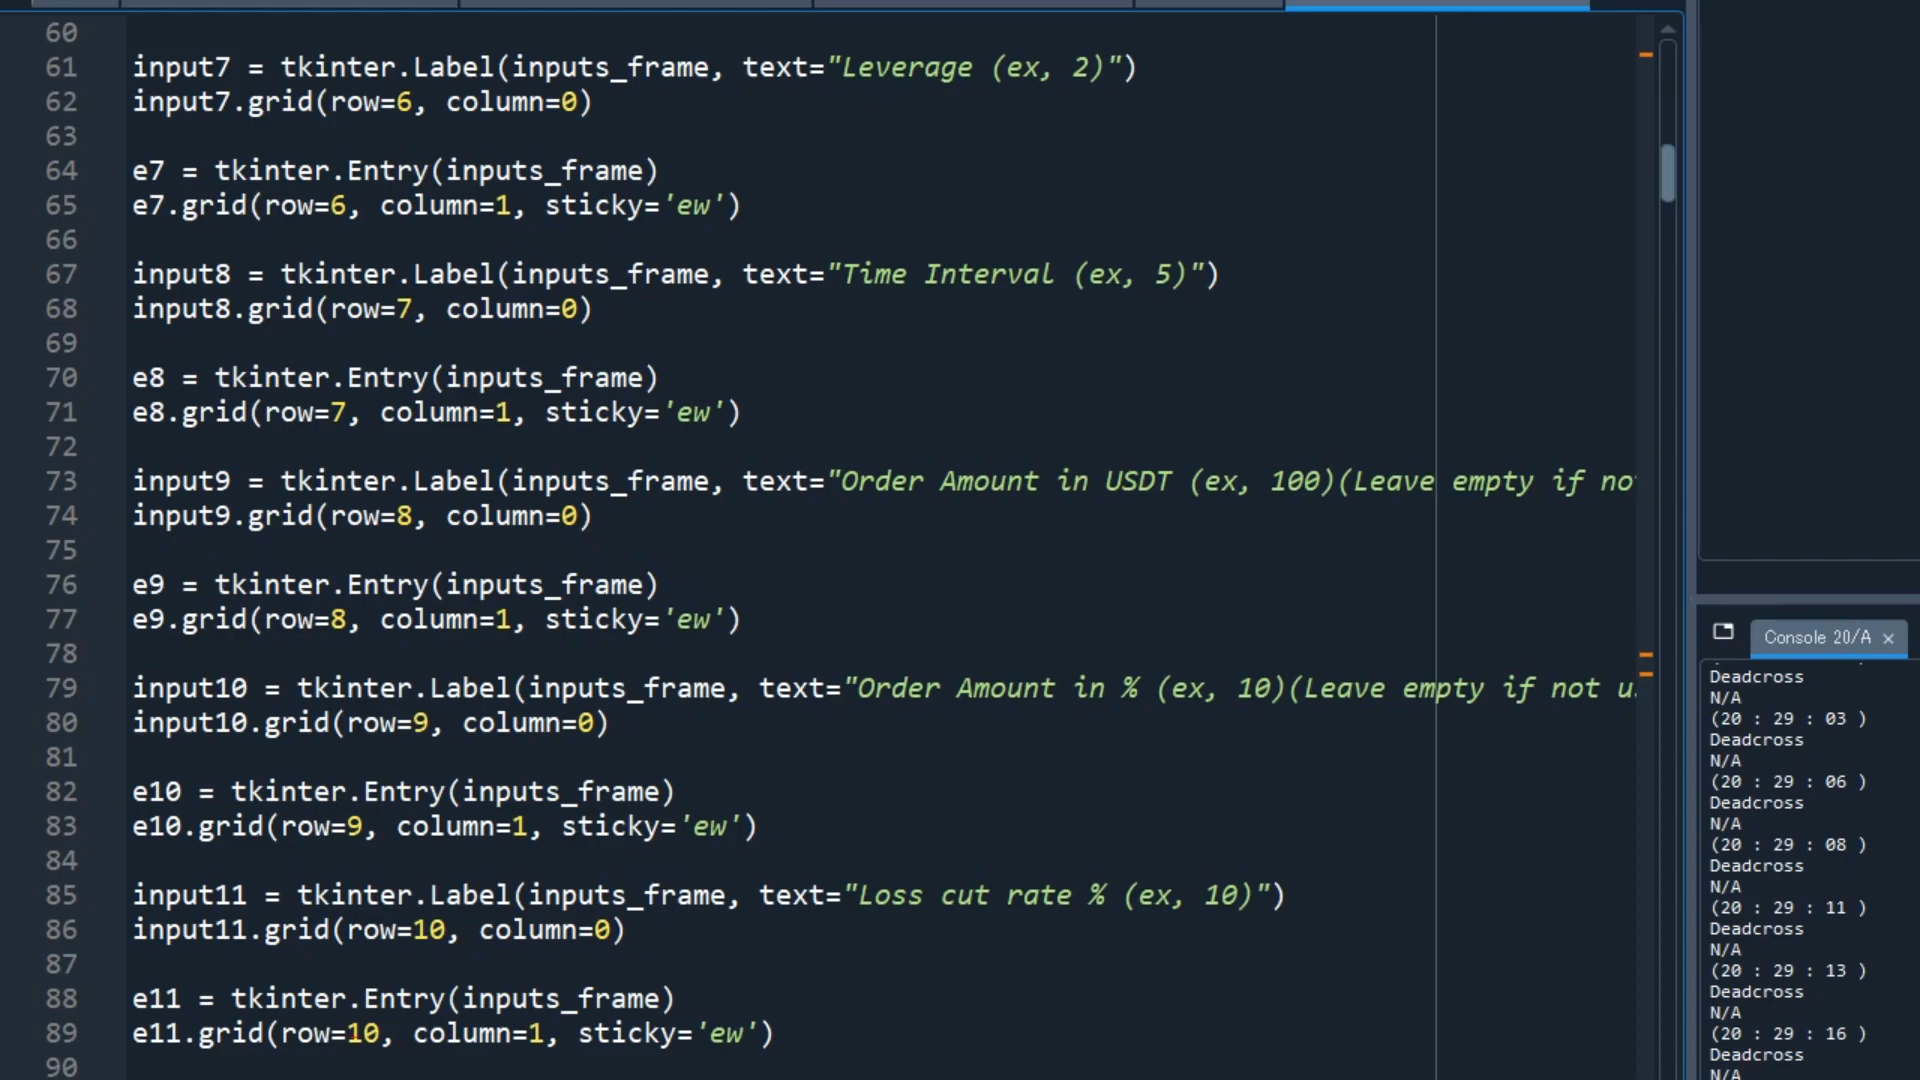 60
61 input7 = tkinter.Label(inputs_frame, text="Leverage (ex, 2)")
62 input7.grid(row=6, column=0)
63
64 e7 = tkinter.Entry(inputs_frame)
65 e7.grid(row=6, column=1, sticky='ew')
66
67 input8 = tkinter.Label(inputs_frame, text="Time Interval (ex, 5)")
68 input8.grid(row=7, column=0)
69
70 e8 = tkinter.Entry(inputs_frame)
71 e8.grid(row=7, column=1, sticky='ew')
72
73 input9 = tkinter.Label(inputs_frame, text="Order Amount in USDT (ex, 100)(Leave empty if
74 input9.grid(row=8, column=0)
75
76 e9 = tkinter.Entry(inputs_frame)
77 e9.grid(row=8, column=1, sticky='ew')
78
79 input10 = tkinter.Label(inputs_frame, text="Order Amount in % (ex, 10)(Leave empty if not
80 input10.grid(row=9, column=0)
81
82 e10 = tkinter.Entry(inputs_frame)
83 e10.grid(row=9, column=1, sticky='ew')
84
85 input11 = tkinter.Label(inputs_frame, text="Loss cut rate % (ex, 10)")
86 input11.grid(row=10, column=0)
87
88 e11 = tkinter.Entry(inputs_frame)
89 e11.grid(row=10, column=1, sticky='ew')
90
Console 20/A ×
Deadcross
N/A
(20 : 29 : 03 )
Deadcross
N/A
(20 : 29 : 06 )
Deadcross
N/A
(20 : 29 : 08 )
Deadcross
N/A
(20 : 29 : 11 )
Deadcross
N/A
(20 : 29 : 13 )
Deadcross
N/A
(20 : 29 : 16 )
Deadcross
N/A